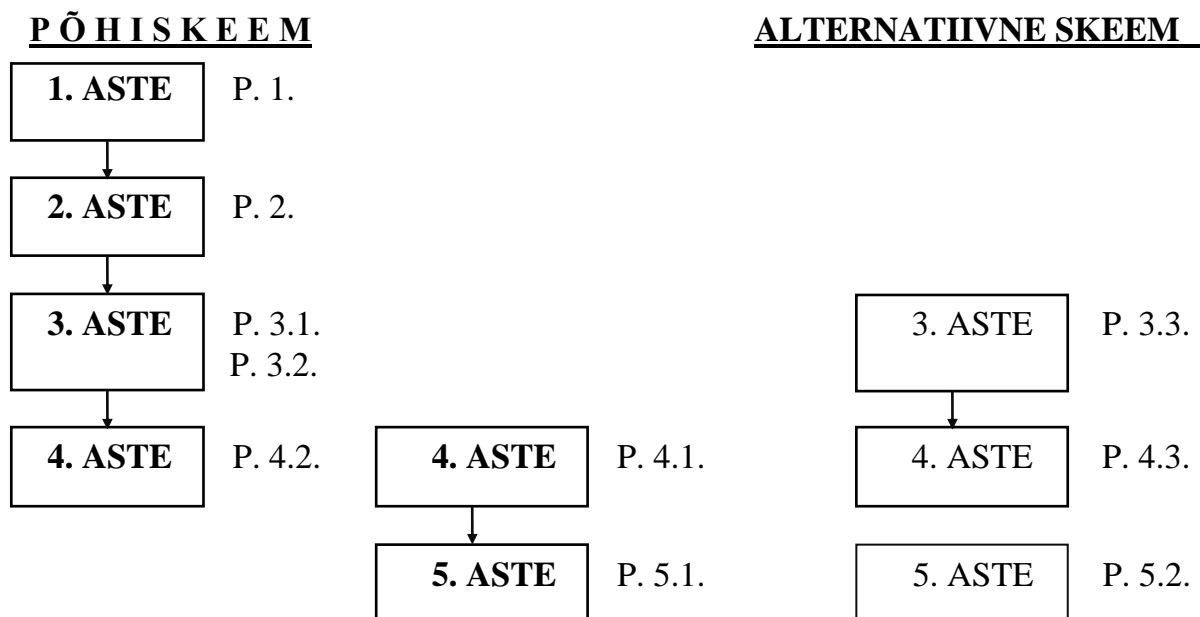 P Õ H I S K E E M ALTERNATIIVNE SKEEM
1. ASTE P. 1.
2. ASTE P. 2.
3. ASTE P. 3.1. 3. ASTE P. 3.3.
P. 3.2.
4. ASTE P. 4.2. 4. ASTE P. 4.1. 4. ASTE P. 4.3.
5. ASTE P. 5.1. 5. ASTE P. 5.2.